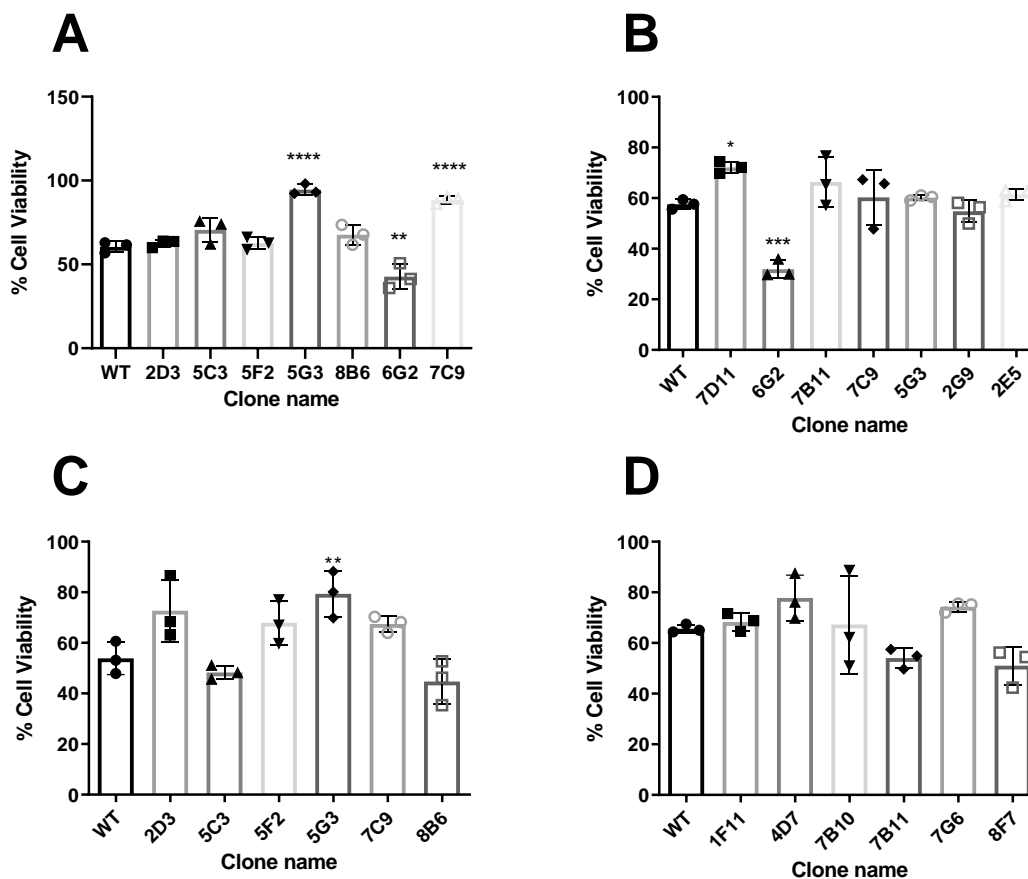 A
150
100
50
0
% Cell Viability
****
**
****
WT 2D3 5C3 5F2 5G3 8B6 6G2 7C9
Clone name
B
100
80
60
40
20
0
% Cell Viability
*
***
WT 7D11 6G2 7B11 7C9 5G3 2G9 2E5
Clone name
C
100
80
60
40
20
0
% Cell Viability
**
WT 2D3 5C3 5F2 5G3 7C9 8B6
Clone name
D
100
80
60
40
20
0
% Cell Viability
WT 1F11 4D7 7B10 7B11 7G6 8F7
Clone name